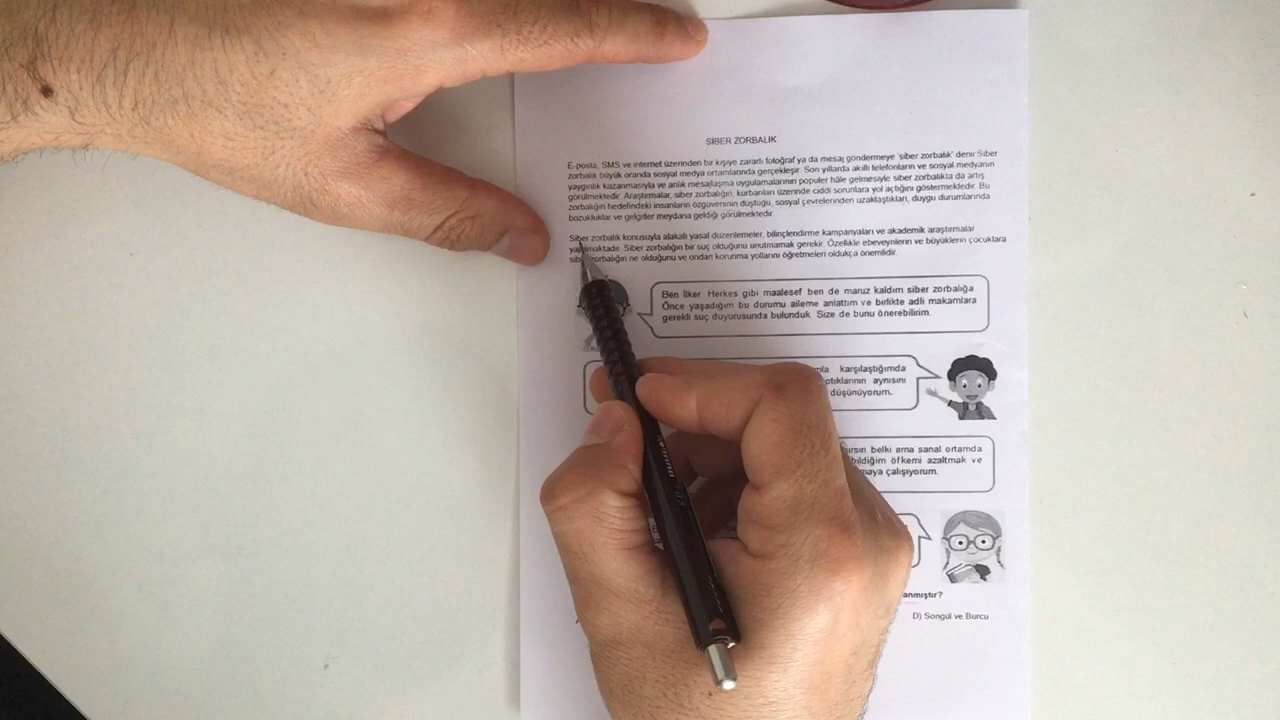 SİBER ZORBALIK
E-posta, SMS ve internet üzerinden bir kişiye zararlı fotoğraf ya da mesaj göndermeye 'siber zorbalık' denir. Siber
zorbalık büyük oranda sosyal medya ortamlarında gerçekleşir. Son yıllarda akıllı telefonların ve sosyal medyanın
yaygınlık kazanmasıyla ve anlık mesajlaşma uygulamalarının popüler hâle gelmesiyle siber zorbalıkta da artış
görülmektedir. Araştırmalar, siber zorbalığın, kurbanları üzerinde ciddi sorunlara yol açtığını göstermektedir. Bu
zorbalığın hedefindeki insanların özgüveninin düştüğü, sosyal çevrelerinden uzaklaştıkları, duygu durumlarında
bozukluklar ve gelgitler meydana geldiği görülmektedir.
Siber zorbalık konusuyla alakalı yasal düzenlemeler, bilinçlendirme kampanyaları ve akademik araştırmalar
yapılmaktadır. Siber zorbalığın bir suç olduğunu unutmamak gerekir. Özellikle ebeveynlerin ve büyüklerin çocuklara
siber zorbalığın ne olduğunu ve ondan korunma yollarını öğretmeleri oldukça önemlidir.
Ben İlker. Herkes gibi maalesef ben de maruz kaldım siber zorbalığa.
Önce yaşadığım bu durumu aileme anlattım ve birlikte adli makamlara
gerekli suç duyurusunda bulunduk. Size de bunu önerebilirim.
karşılaştığımda
aynısını
düşünüyorum.
belki ama sanal ortamda
öfkemi azaltmak ve
çalışıyorum.
D) Songül ve Burcu